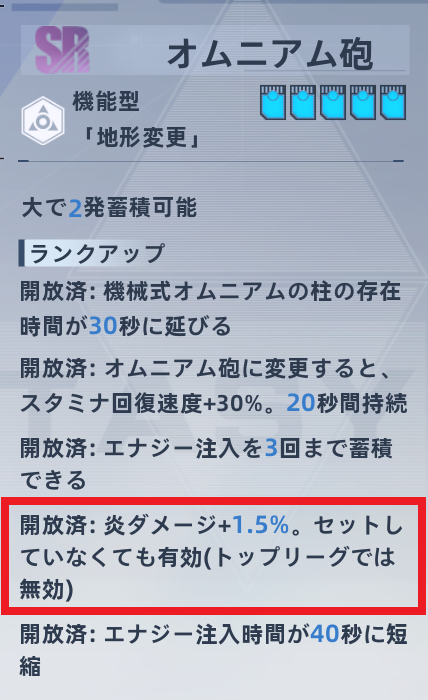 SR オムニアム砲
機能型
「地形変更」
大で2発蓄積可能
ランクアップ
開放済: 機械式オムニアムの柱の存在
時間が30秒に延びる
開放済: オムニアム砲に変更すると、
スタミナ回復速度+30%。20秒間持続
開放済: エナジー注入を3回まで蓄積
できる
開放済: 炎ダメージ+1.5%。セットし
ていなくても有効(トップリーグでは
無効)
開放済: エナジー注入時間が40秒に短
縮